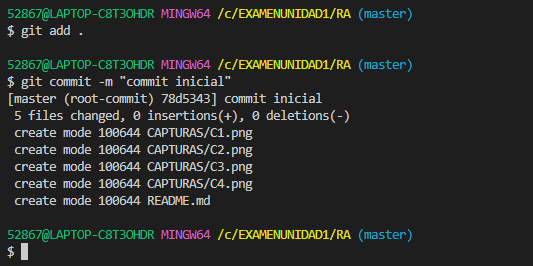 52867@LAPTOP-C8T3OHDR MINGW64 /c/EXAMENUNIDAD1/RA (master)
$ git add .
52867@LAPTOP-C8T3OHDR MINGW64 /c/EXAMENUNIDAD1/RA (master)
$ git commit -m "commit inicial"
[master (root-commit) 78d5343] commit inicial
 5 files changed, 0 insertions(+), 0 deletions(-)
 create mode 100644 CAPTURAS/C1.png
 create mode 100644 CAPTURAS/C2.png
 create mode 100644 CAPTURAS/C3.png
 create mode 100644 CAPTURAS/C4.png
 create mode 100644 README.md
52867@LAPTOP-C8T3OHDR MINGW64 /c/EXAMENUNIDAD1/RA (master)
$